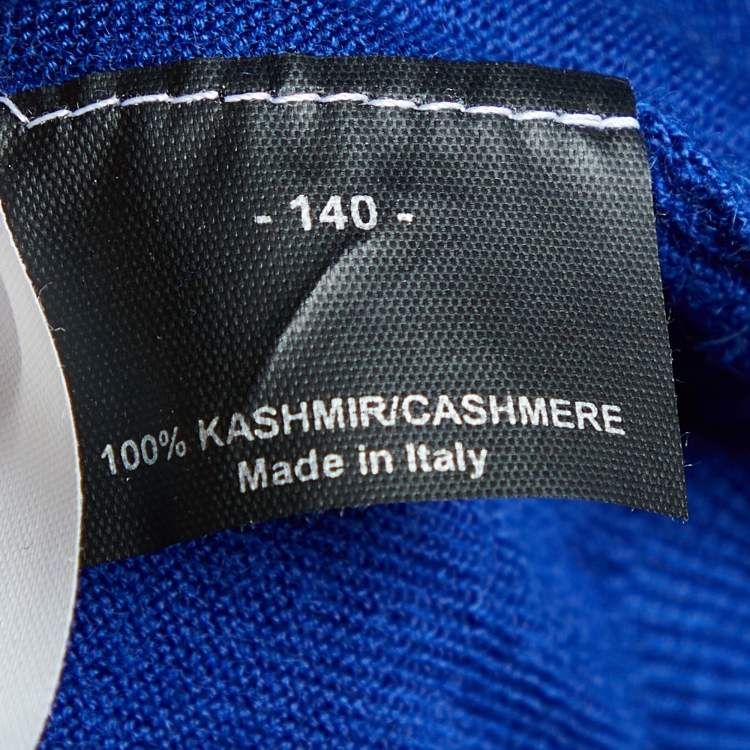 - 140 -
100% KASHMIR/CASHMERE
Made in Italy